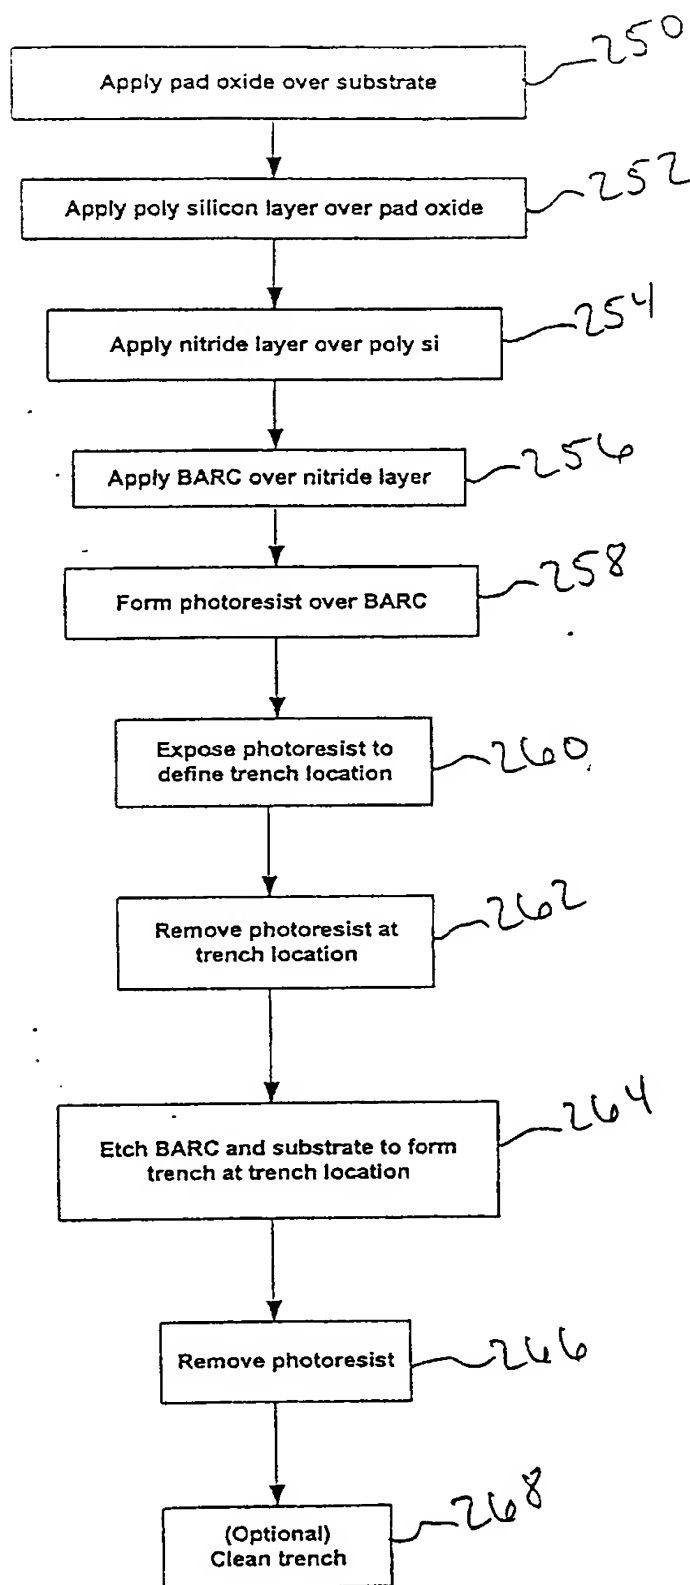 250
Apply pad oxide over substrate
252
Apply poly silicon layer over pad oxide
254
Apply nitride layer over poly si
256
Apply BARC over nitride layer
258
Form photoresist over BARC
Expose photoresist to
define trench location
260
Remove photoresist at
trench location
262
Etch BARC and substrate to form
trench at trench location
264
Remove photoresist
266
(Optional)
Clean trench
268